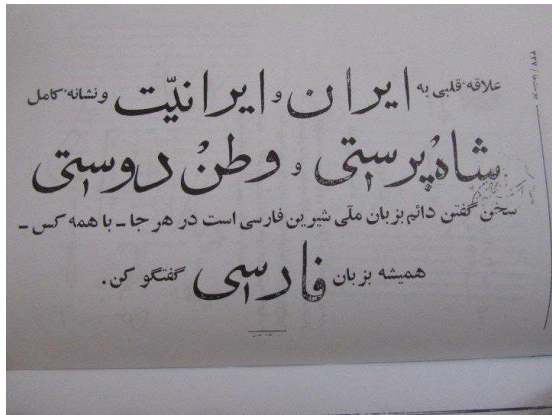 علاقهٔ قلبی به ایران و ایرانیّت و نشانهٔ کامل
شاه‌پرستی و وطن دوستی
سخن گفتن دائم بزبان ملّی شیرین فارسی است در هر جا ـ با همه کس ـ
همیشه بزبان فارسی گفتگو کن.